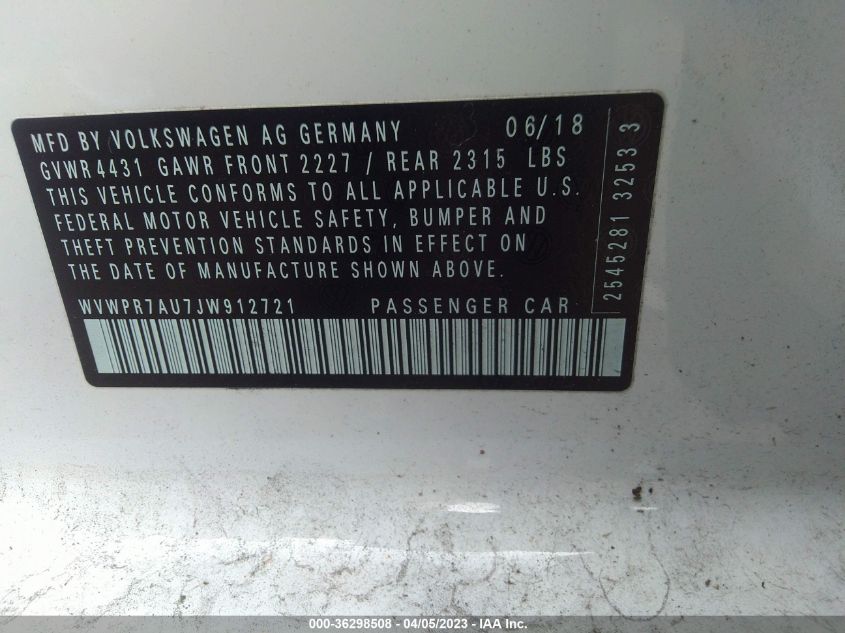 MFD BY VOLKSWAGEN AG GERMANY 06/18
GVWR 4431 GAWR FRONT 2227 / REAR 2315 LBS
THIS VEHICLE CONFORMS TO ALL APPLICABLE U.S.
FEDERAL MOTOR VEHICLE SAFETY, BUMPER AND
THEFT PREVENTION STANDARDS IN EFFECT ON
THE DATE OF MANUFACTURE SHOWN ABOVE.
WVWPR7AU7JW912721 PASSENGER CAR
2545281 32533
000-36298508 - 04/05/2023 - IAA Inc.